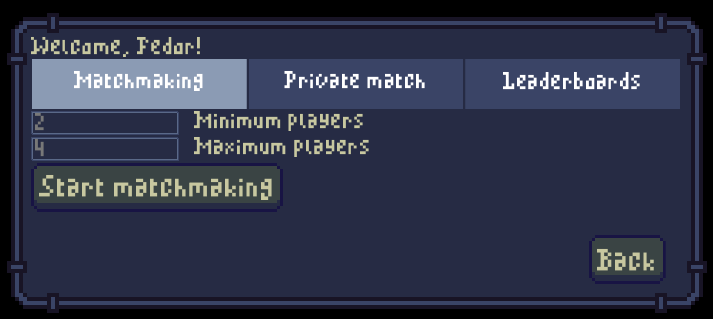 Welcome, Pedar!
Matchmaking Private match Leaderboards
2 Minimum players
4 Maximum players
Start matchmaking
Back